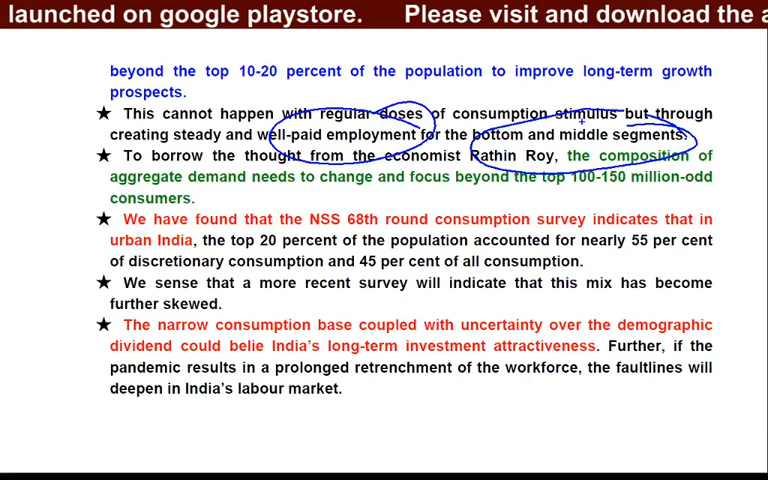 launched on google playstore. Please visit and download the a
beyond the top 10-20 percent of the population to improve long-term growth
prospects.
★ This cannot happen with regular doses of consumption stimulus but through
creating steady and well-paid employment for the bottom and middle segments.
★ To borrow the thought from the economist Rathin Roy, the composition of
aggregate demand needs to change and focus beyond the top 100-150 million-odd
consumers.
★ We have found that the NSS 68th round consumption survey indicates that in
urban India, the top 20 percent of the population accounted for nearly 55 per cent
of discretionary consumption and 45 per cent of all consumption.
★ We sense that a more recent survey will indicate that this mix has become
further skewed.
★ The narrow consumption base coupled with uncertainty over the demographic
dividend could belie India's long-term investment attractiveness. Further, if the
pandemic results in a prolonged retrenchment of the workforce, the faultlines will
deepen in India's labour market.